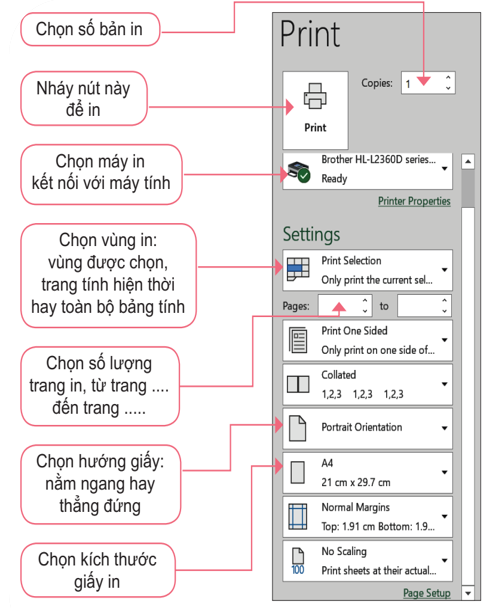 Chọn số bản in
Nháy nút này
để in
Chọn máy in
kết nối với máy tính
Chọn vùng in:
vùng được chọn,
trang tính hiện thời
hay toàn bộ bảng tính
Chọn số lượng
trang in, từ trang ....
đến trang .....
Chọn hướng giấy:
nằm ngang hay
thẳng đứng
Chọn kích thước
giấy in
Print
Copies: 1
Print
Brother HL-L2360D series...
Ready
Printer Properties
Settings
Print Selection
Only print the current sel...
Pages: to
Print One Sided
Only print on one side of...
Collated
1,2,3 1,2,3 1,2,3
Portrait Orientation
A4
21 cm x 29.7 cm
Normal Margins
Top: 1.91 cm Bottom: 1.9...
No Scaling
100
Print sheets at their actual...
Page Setup